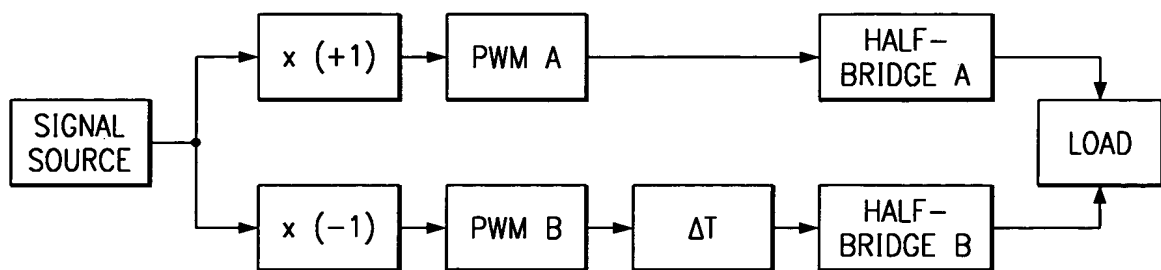 SIGNAL
SOURCE
x (+1)
PWM A
HALF-
BRIDGE A
LOAD
x (-1)
PWM B
ΔT
HALF-
BRIDGE B